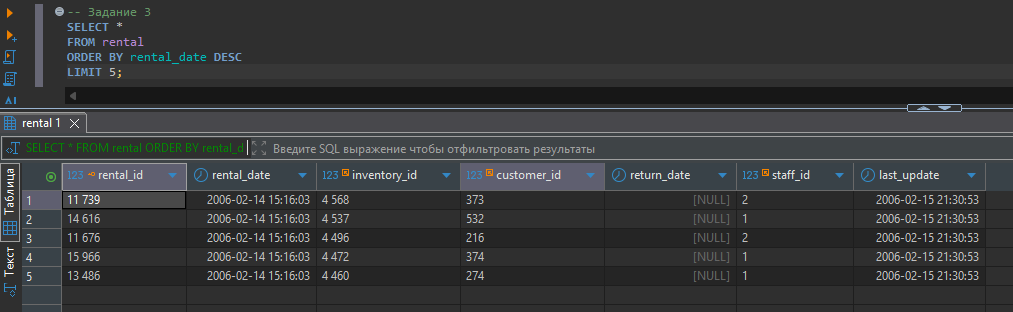 -- Задание 3
SELECT *
FROM rental
ORDER BY rental_date DESC
LIMIT 5;
rental 1
SELECT * FROM rental ORDER BY rental_d
Введите SQL выражение чтобы отфильтровать результаты
Таблица
Текст
123 rental_id rental_date 123 inventory_id 123 customer_id return_date 123 staff_id last_update
1 11 739 2006-02-14 15:16:03 4 568 373 [NULL] 2 2006-02-15 21:30:53
2 14 616 2006-02-14 15:16:03 4 537 532 [NULL] 1 2006-02-15 21:30:53
3 11 676 2006-02-14 15:16:03 4 496 216 [NULL] 2 2006-02-15 21:30:53
4 15 966 2006-02-14 15:16:03 4 472 374 [NULL] 1 2006-02-15 21:30:53
5 13 486 2006-02-14 15:16:03 4 460 274 [NULL] 1 2006-02-15 21:30:53